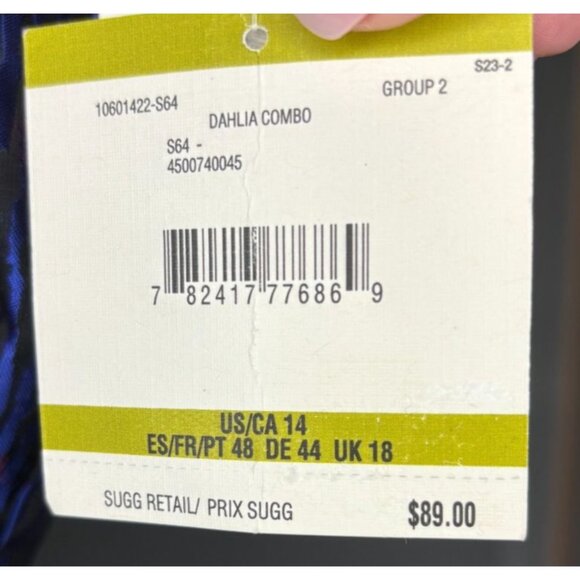 S23-2
10601422-S64
GROUP 2
DAHLIA COMBO
S64 -
4500740045
7 82417 77686 9
US/CA 14
ES/FR/PT 48 DE 44 UK 18
SUGG RETAIL/ PRIX SUGG $89.00